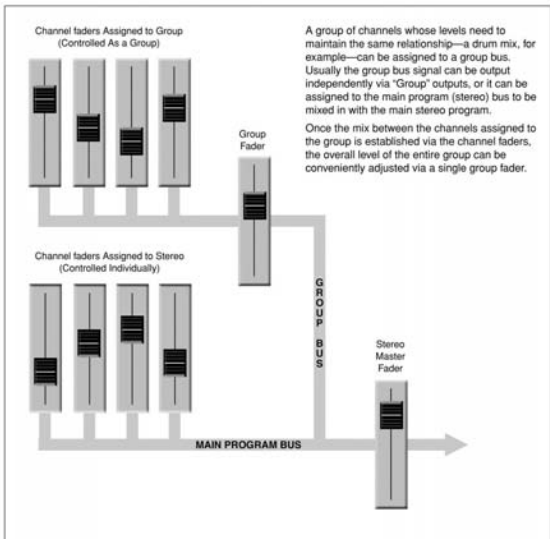 Channel faders Assigned to Group
(Controlled As a Group)
A group of channels whose levels need to
maintain the same relationship—a drum mix, for
example—can be assigned to a group bus.
Usually the group bus signal can be output
independently via "Group" outputs, or it can be
assigned to the main program (stereo) bus to be
mixed in with the main stereo program.
Once the mix between the channels assigned to
the group is established via the channel faders,
the overall level of the entire group can be
conveniently adjusted via a single group fader.
Group
Fader
Channel faders Assigned to Stereo
(Controlled Individually)
GROUP BUS
Stereo
Master
Fader
MAIN PROGRAM BUS